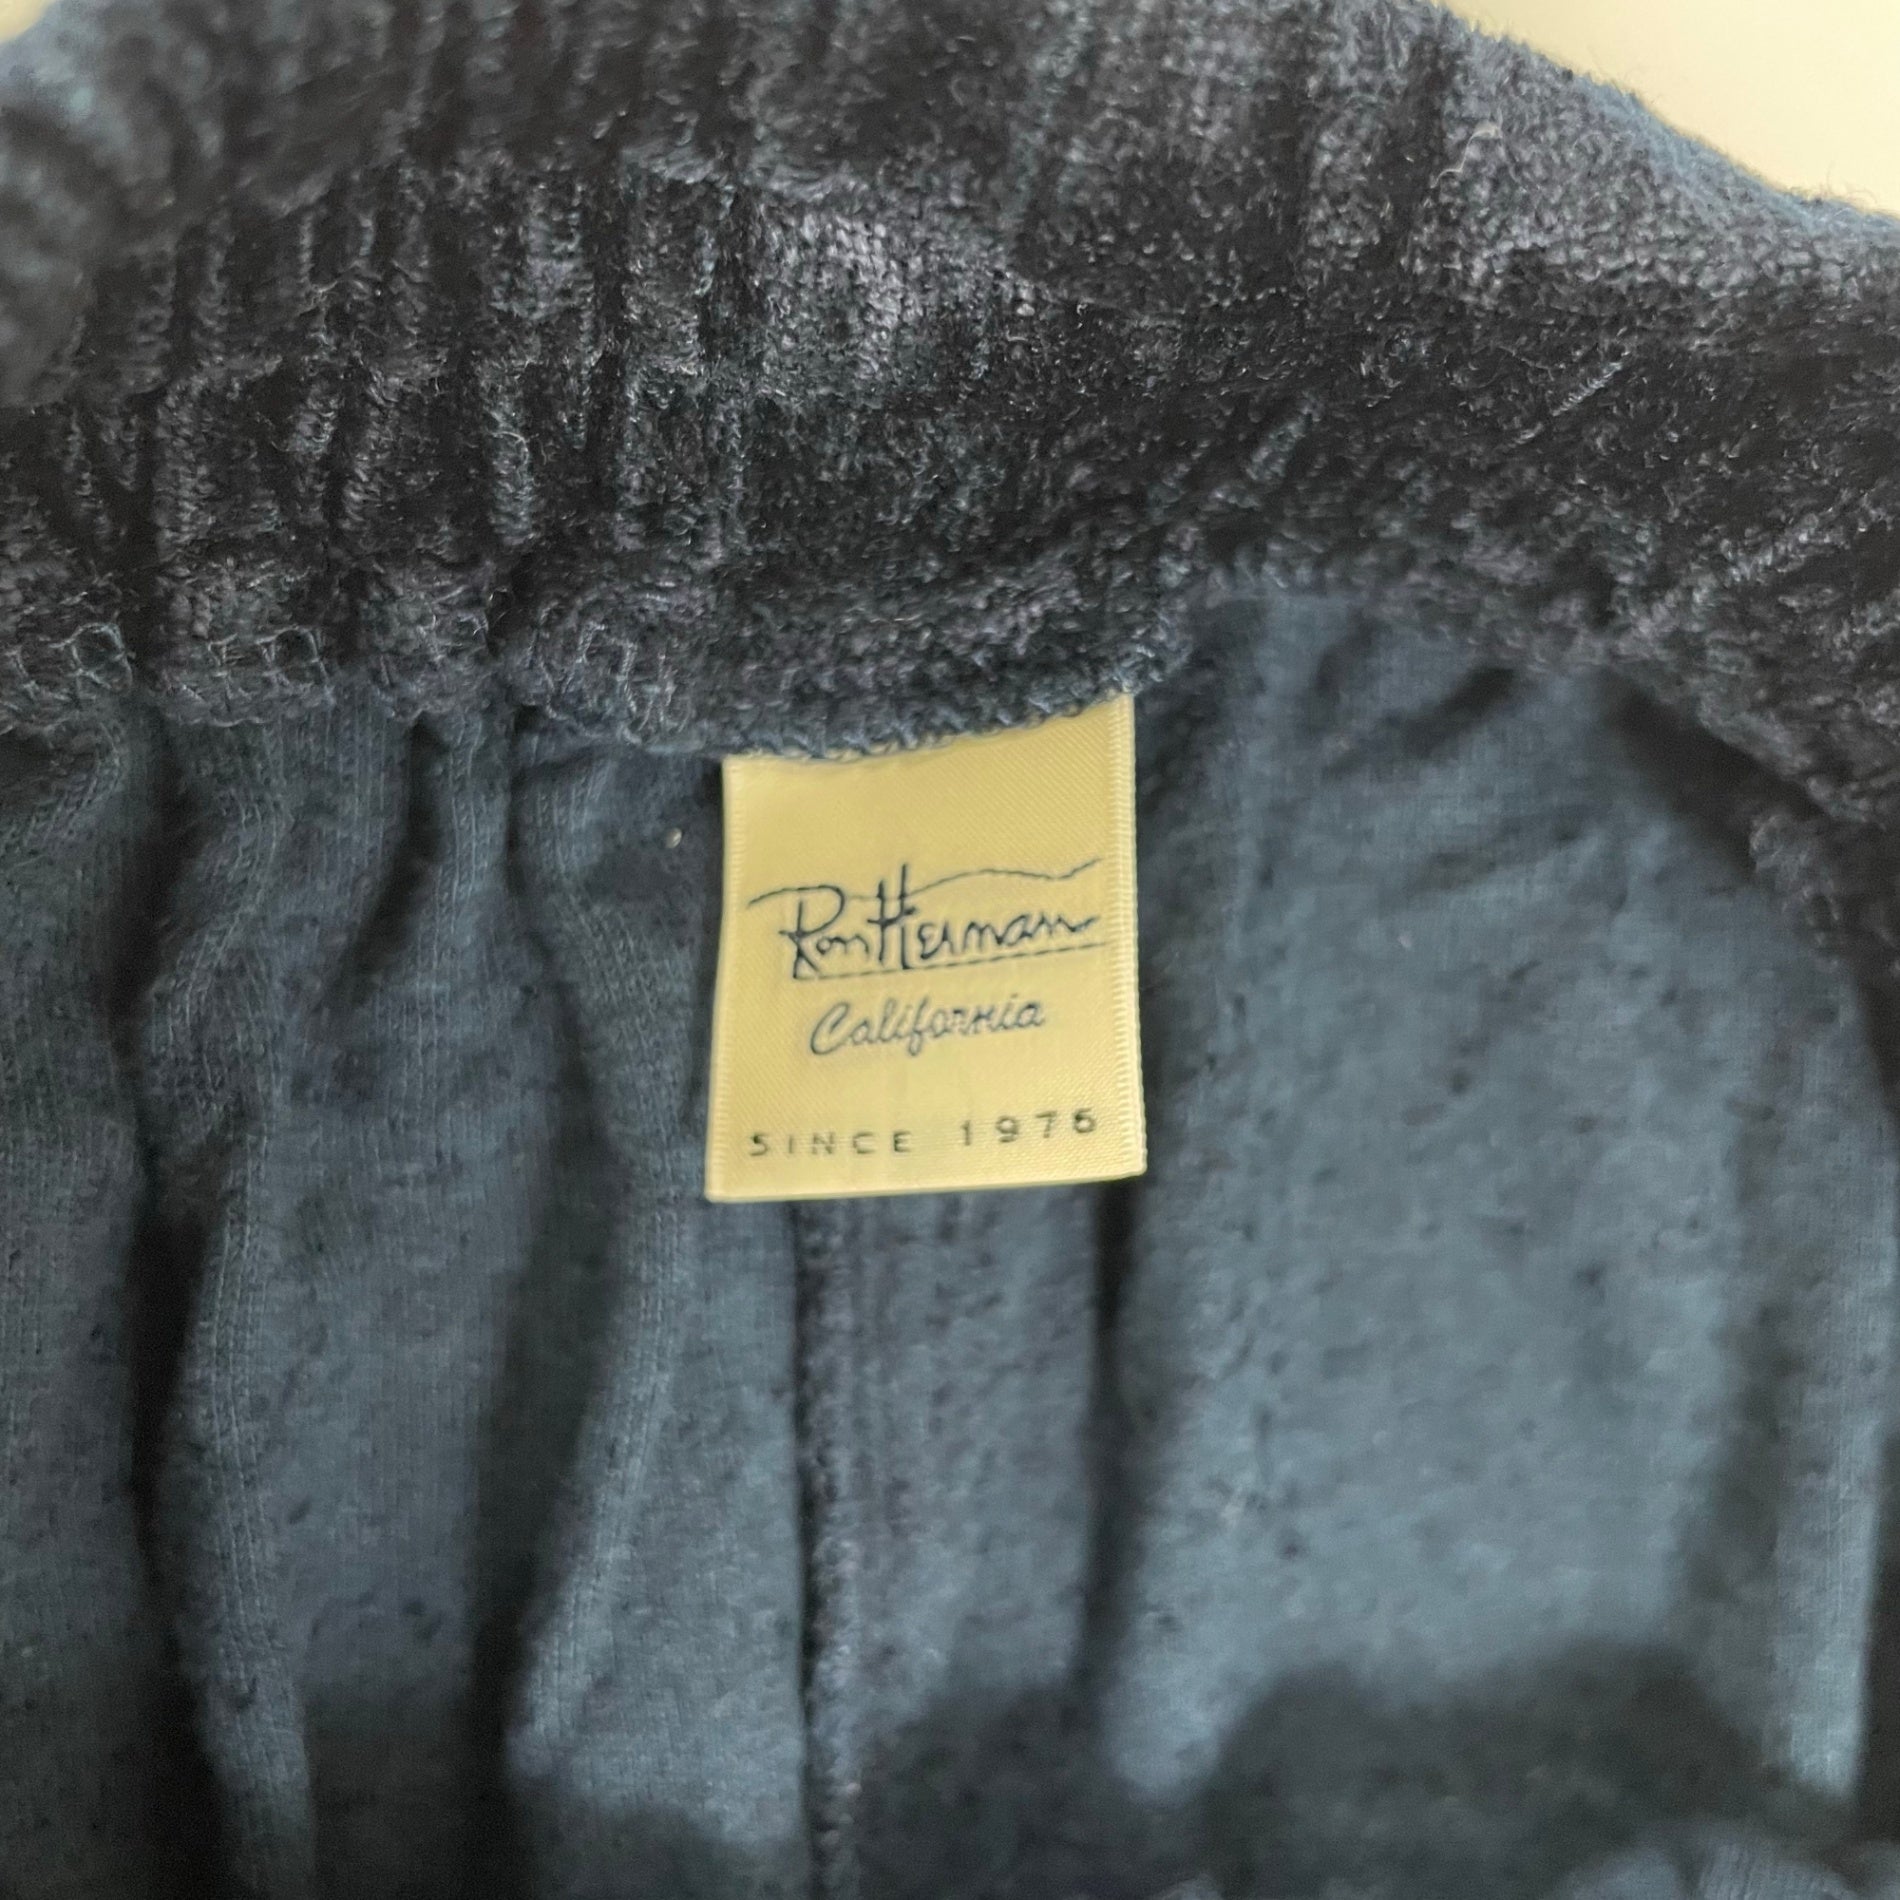 Ron Herman
California
SINCE 1976